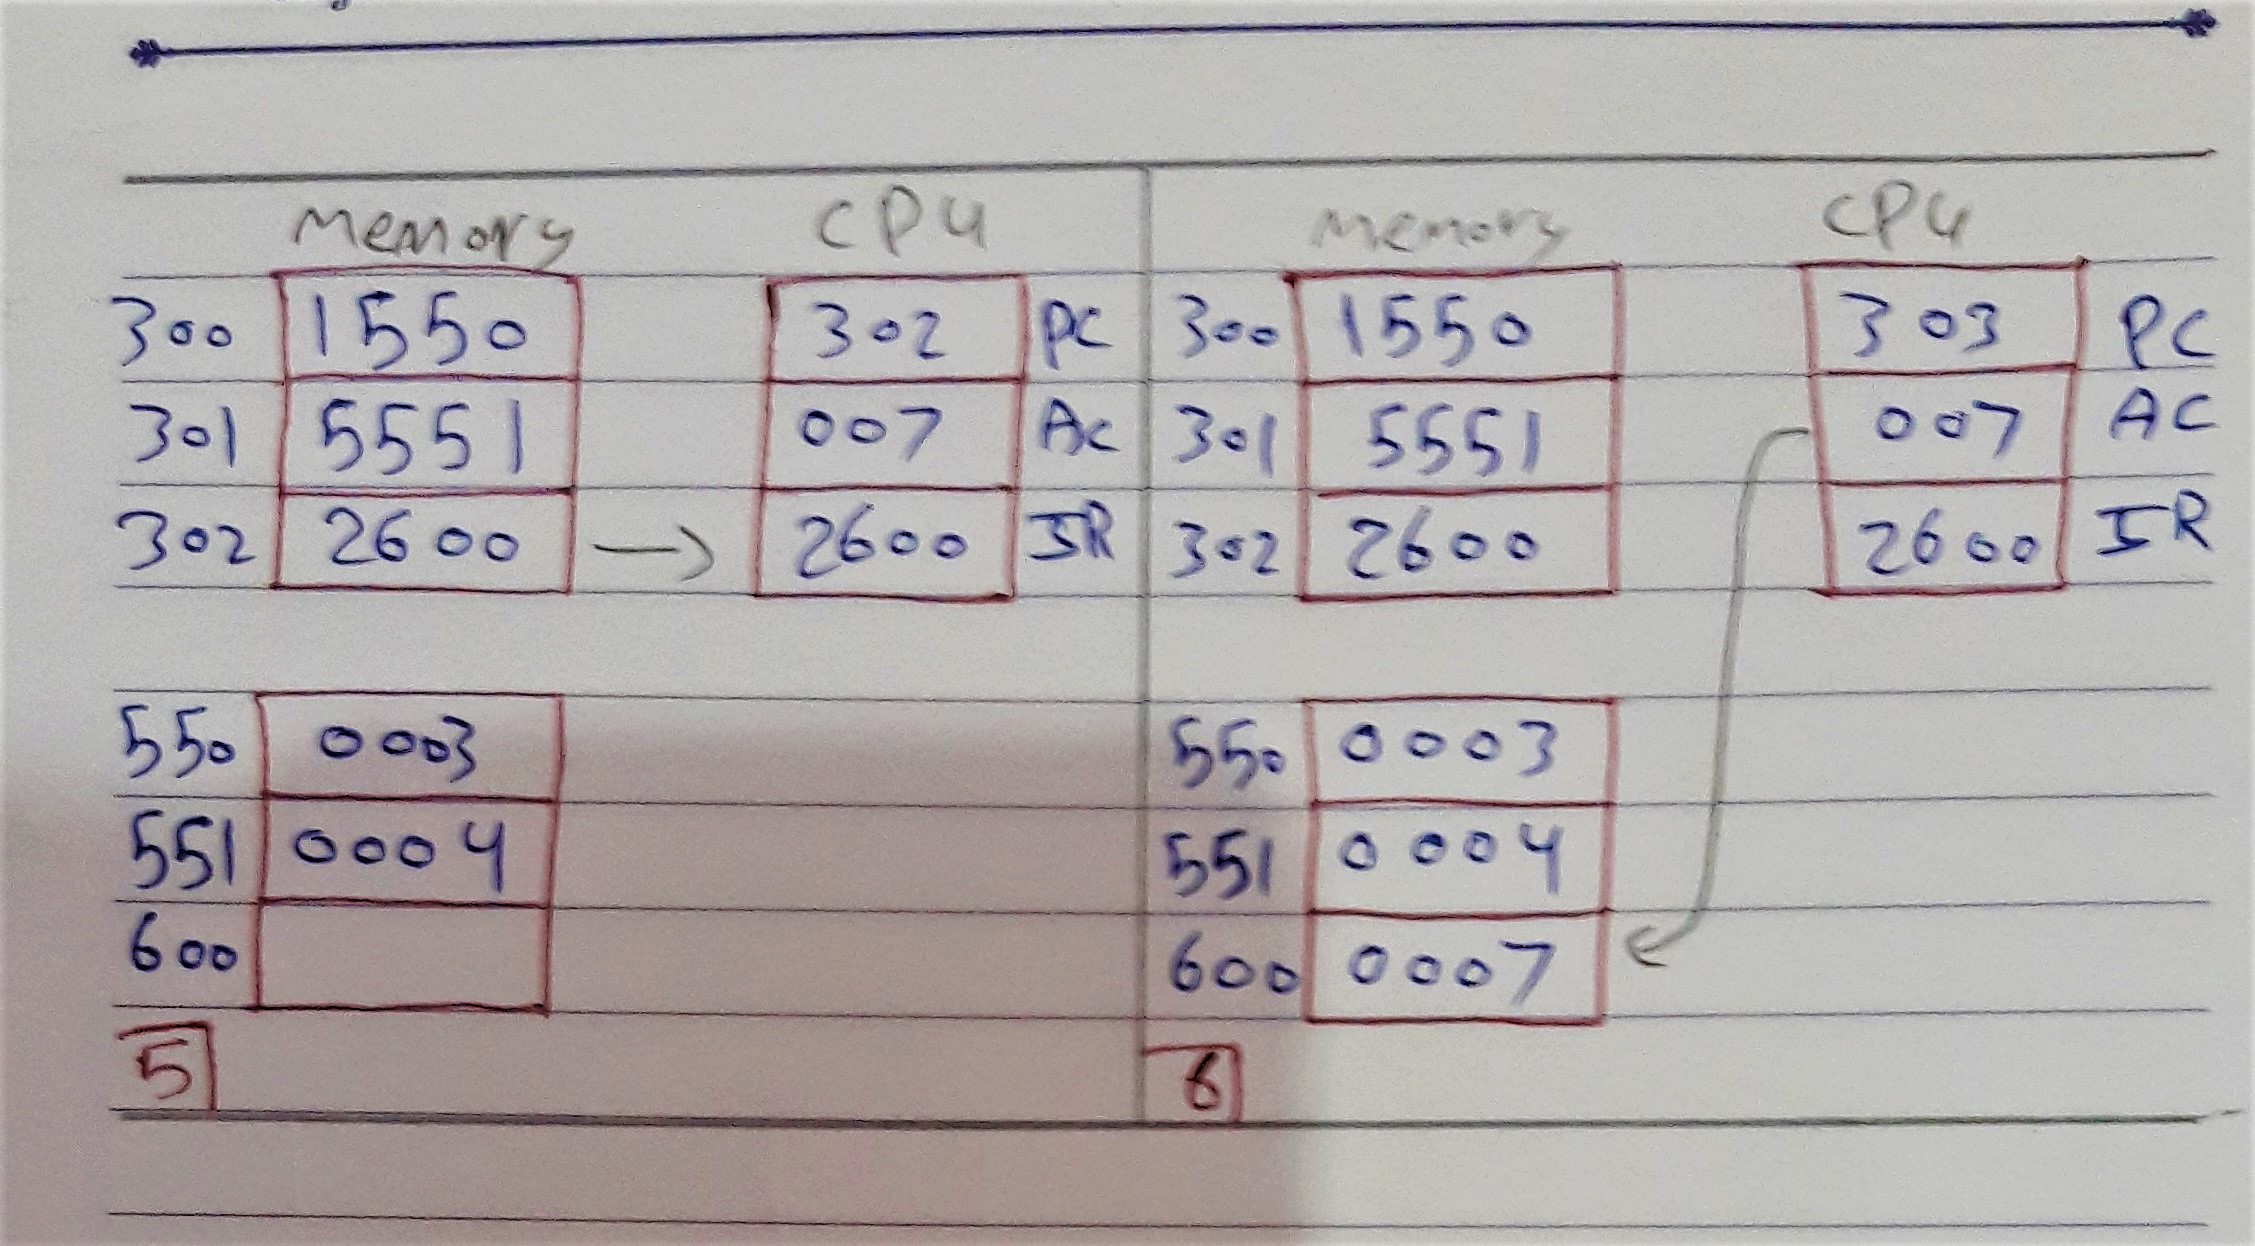 Memory CPU
300 1550 302 PC
301 5551 007 AC
302 2600 → 2600 IR
550 0003
551 0004
600
5
Memory CPU
300 1550 303 PC
301 5551 007 AC
302 2600 2600 IR
550 0003
551 0004
600 0007
6